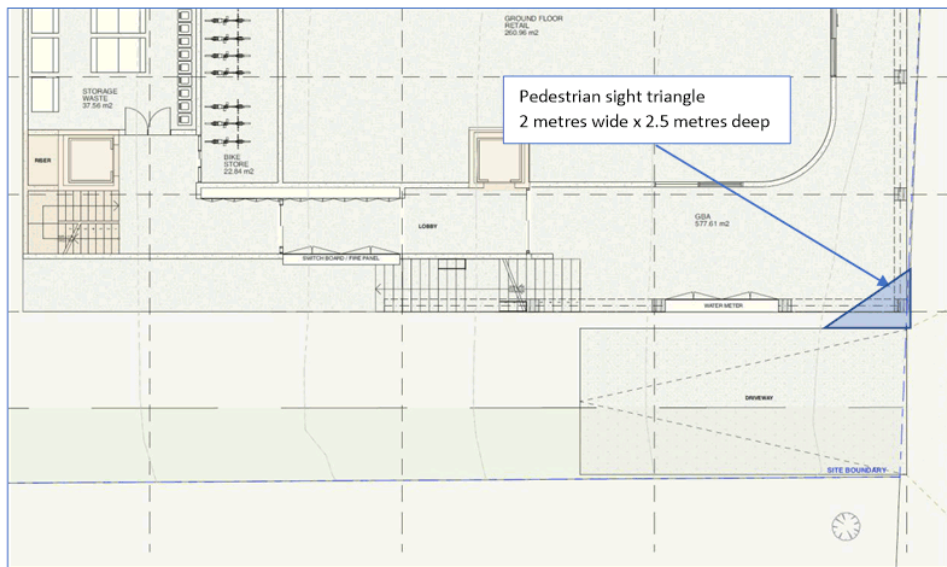 GROUND FLOOR
RETAIL
260.96 m2
STORAGE
WASTE
37.56 m2
Pedestrian sight triangle
2 metres wide x 2.5 metres deep
RISER
BIKE
STORE
22.84 m2
GBA
577.61 m2
LOBBY
SWITCH BOARD / FIRE PANEL
WATER METER
DRIVEWAY
SITE BOUNDARY